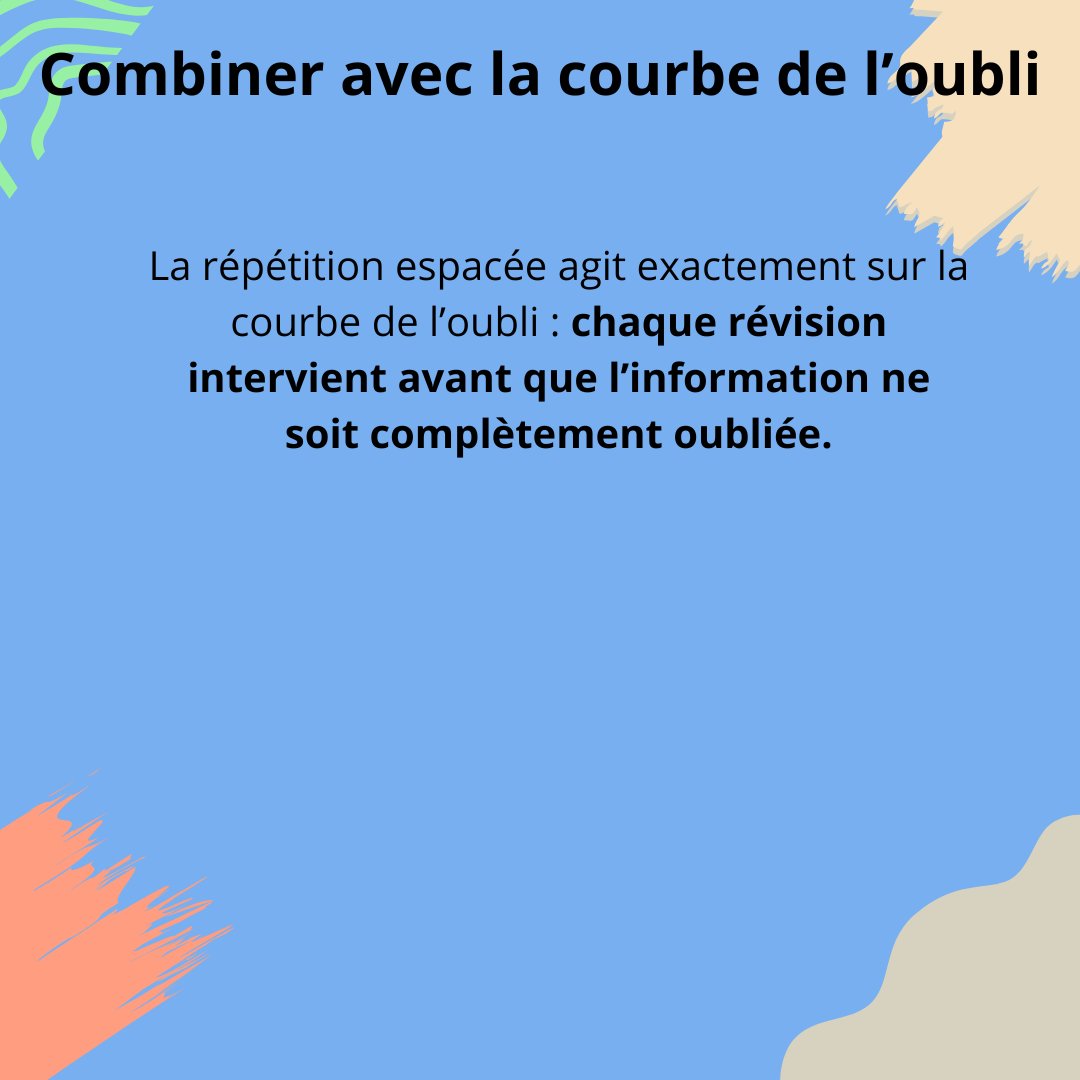 Combiner avec la courbe de l’oubli
La répétition espacée agit exactement sur la
courbe de l’oubli : chaque révision
intervient avant que l’information ne
soit complètement oubliée.